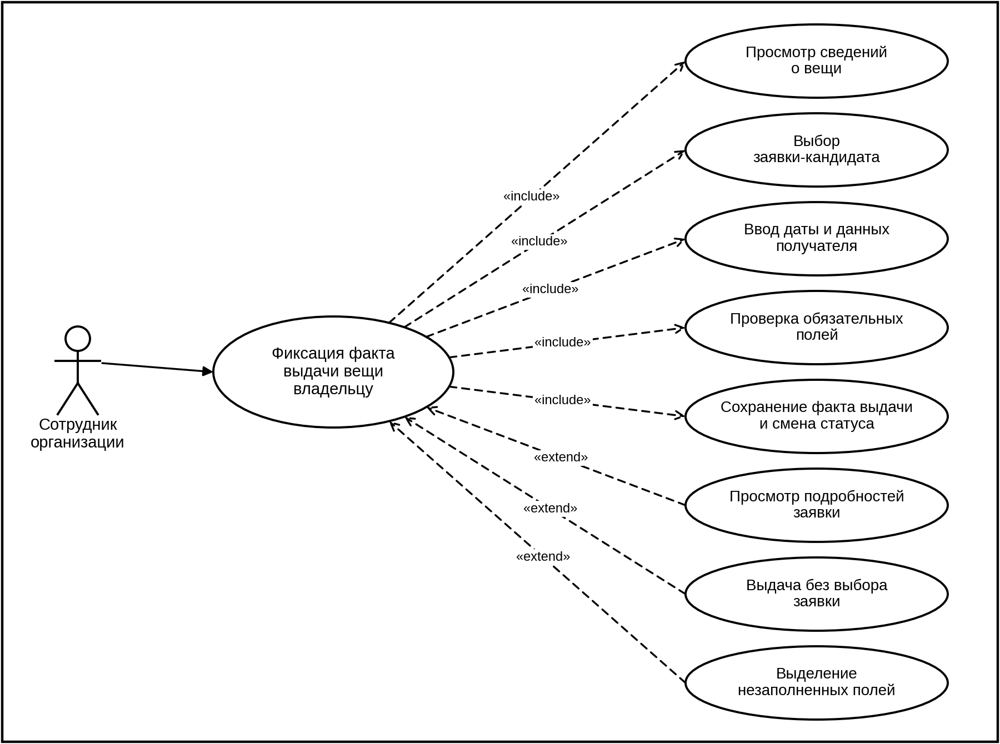 Просмотр сведений
о вещи
Выбор
заявки-кандидата
«include»
Ввод даты и данных
получателя
«include»
«include»
Проверка обязательных
полей
«include»
Фиксация факта
выдачи вещи
владельцу
Сотрудник
организации
«include»
Сохранение факта выдачи
и смена статуса
«extend»
Просмотр подробностей
заявки
«extend»
«extend»
Выдача без выбора
заявки
Выделение
незаполненных полей